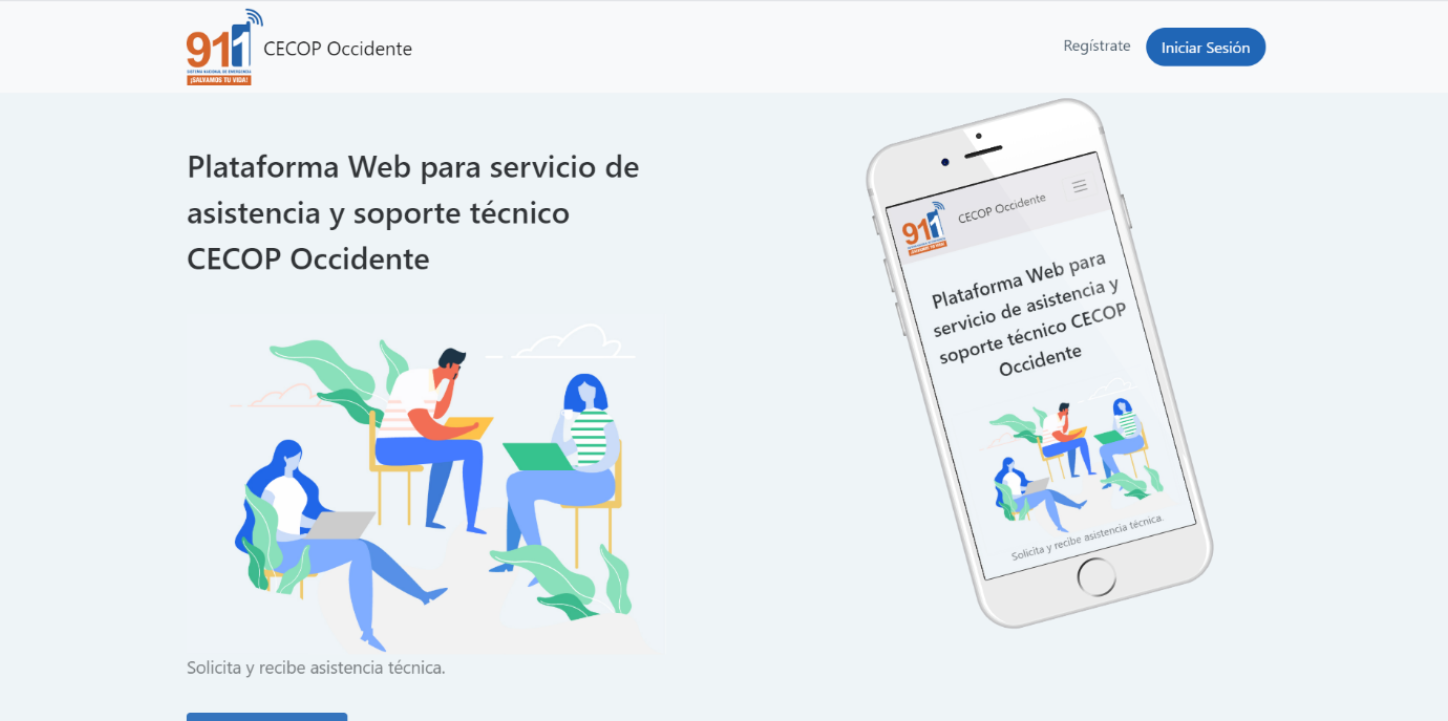 911
SISTEMA NACIONAL DE EMERGENCIA
¡SALVAMOS TU VIDA!
CECOP Occidente
Regístrate
Iniciar Sesión
Plataforma Web para servicio de
asistencia y soporte técnico
CECOP Occidente
Solicita y recibe asistencia técnica.
911
CECOP Occidente
Plataforma Web para
servicio de asistencia y
soporte técnico CECOP
Occidente
Solicita y recibe asistencia técnica.